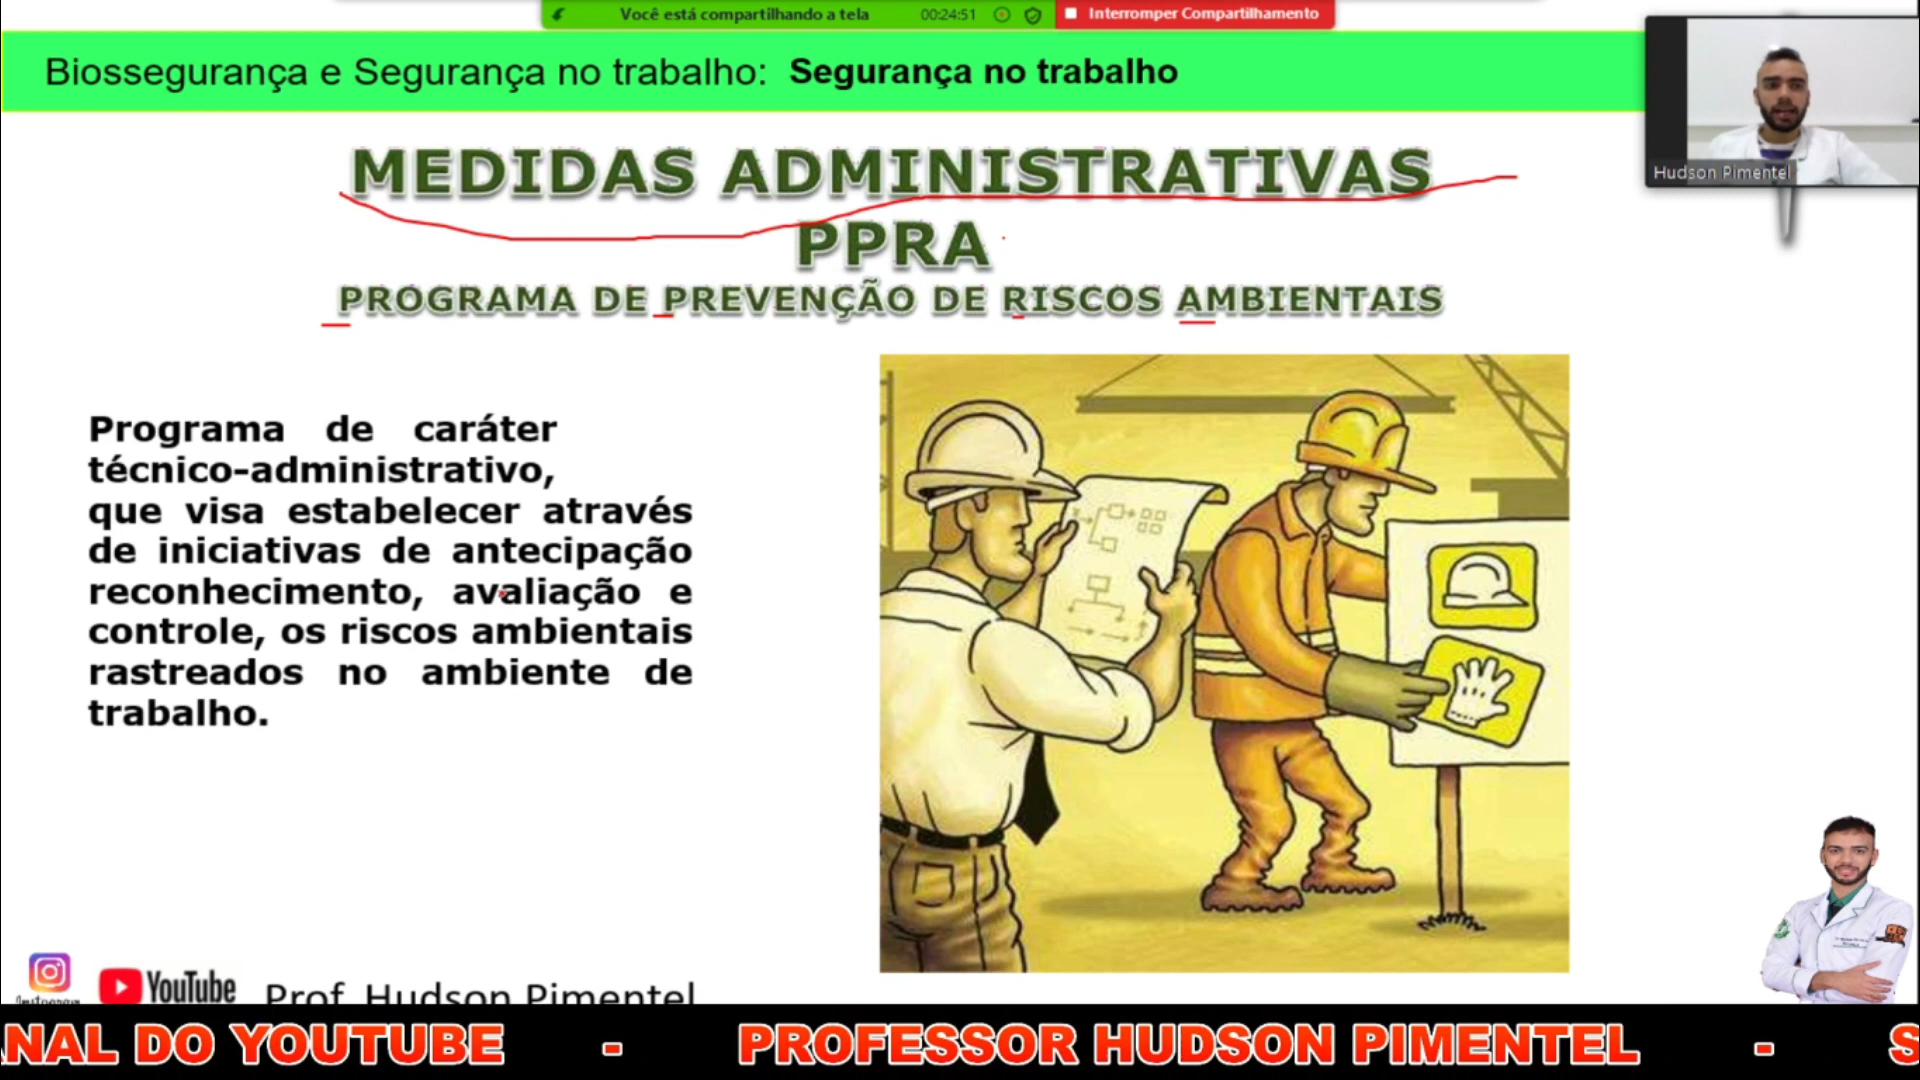 Você está compartilhando a tela 00:24:51 Interromper Compartilhamento
Biossegurança e Segurança no trabalho: Segurança no trabalho
Hudson Pimentel
MEDIDAS ADMINISTRATIVAS
PPRA
PROGRAMA DE PREVENÇÃO DE RISCOS AMBIENTAIS
Programa de caráter
técnico-administrativo,
que visa estabelecer através
de iniciativas de antecipação
reconhecimento, avaliação e
controle, os riscos ambientais
rastreados no ambiente de
trabalho.
Instagram
YouTube
Prof. Hudson Pimentel
NAL DO YOUTUBE - PROFESSOR HUDSON PIMENTEL - S